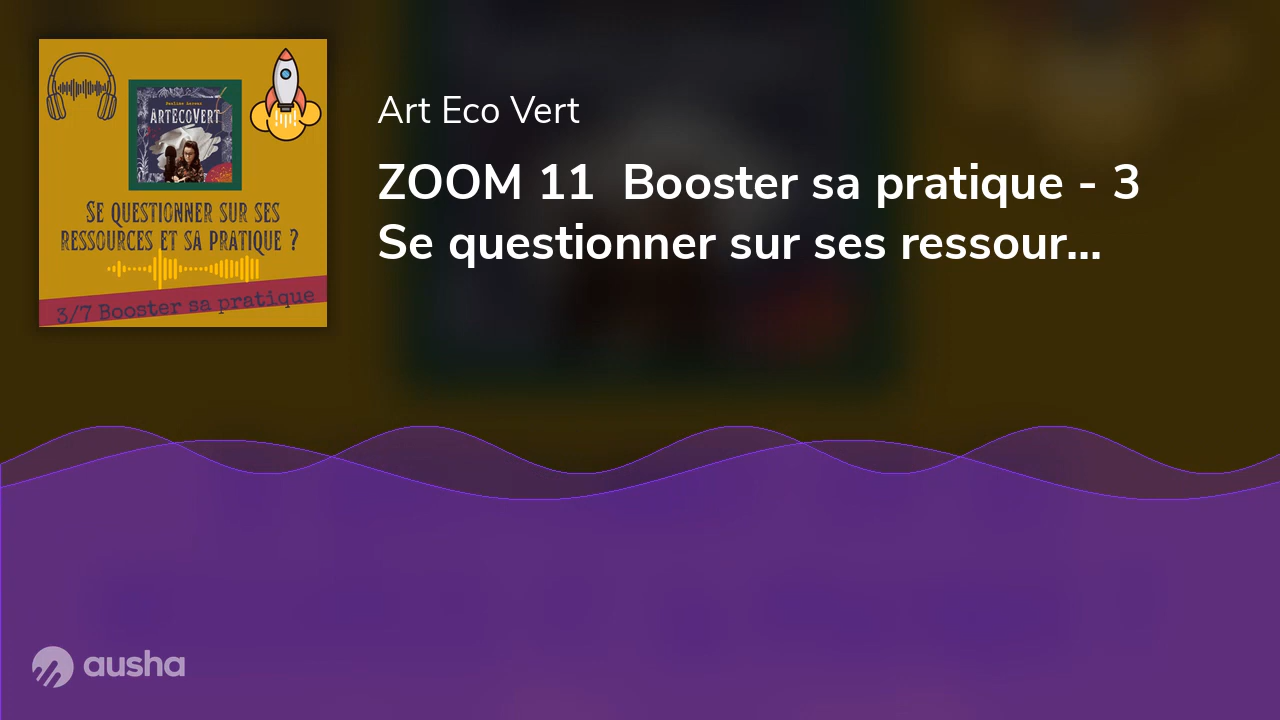 Art Eco Vert
ZOOM 11  Booster sa pratique - 3
Se questionner sur ses ressour...
ArtEcoVert
Se questionner sur ses
ressources et sa pratique ?
3/7 Booster sa pratique
ausha